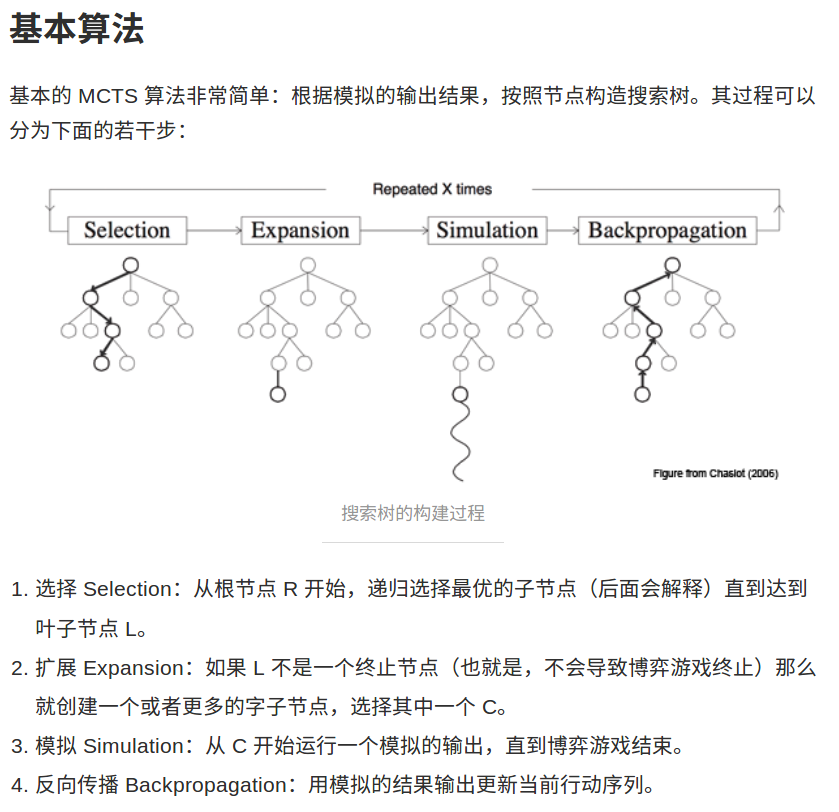 基本算法
基本的 MCTS 算法非常简单：根据模拟的输出结果，按照节点构造搜索树。其过程可以
分为下面的若干步：
Repeated X times
Selection
Expansion
Simulation
Backpropagation
Figure from Chaslot (2006)
搜索树的构建过程
1. 选择 Selection：从根节点 R 开始，递归选择最优的子节点（后面会解释）直到达到
叶子节点 L。
2. 扩展 Expansion：如果 L 不是一个终止节点（也就是，不会导致博弈游戏终止）那么
就创建一个或者更多的字子节点，选择其中一个 C。
3. 模拟 Simulation：从 C 开始运行一个模拟的输出，直到博弈游戏结束。
4. 反向传播 Backpropagation：用模拟的结果输出更新当前行动序列。